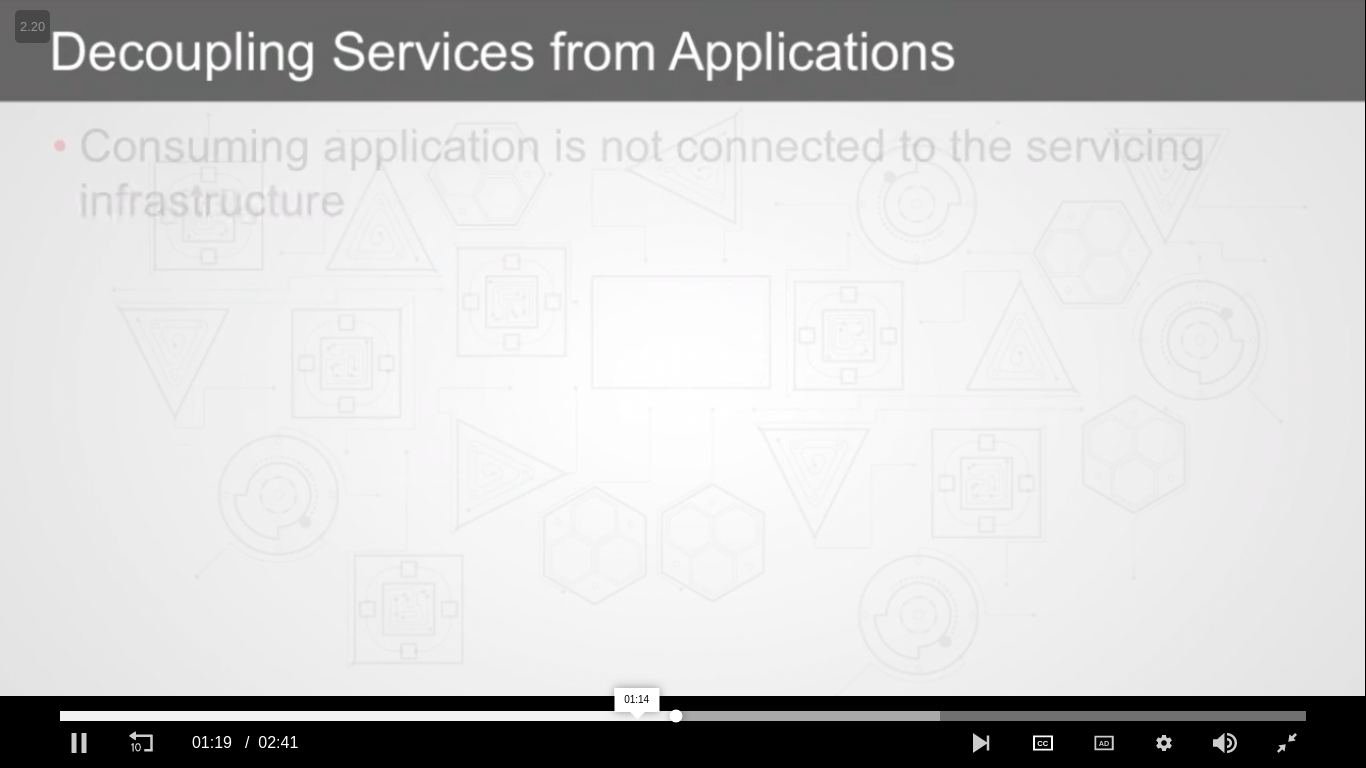 2.20
Decoupling Services from Applications
• Consuming application is not connected to the servicing
infrastructure
01:14
10
01:19 / 02:41
CC
AD